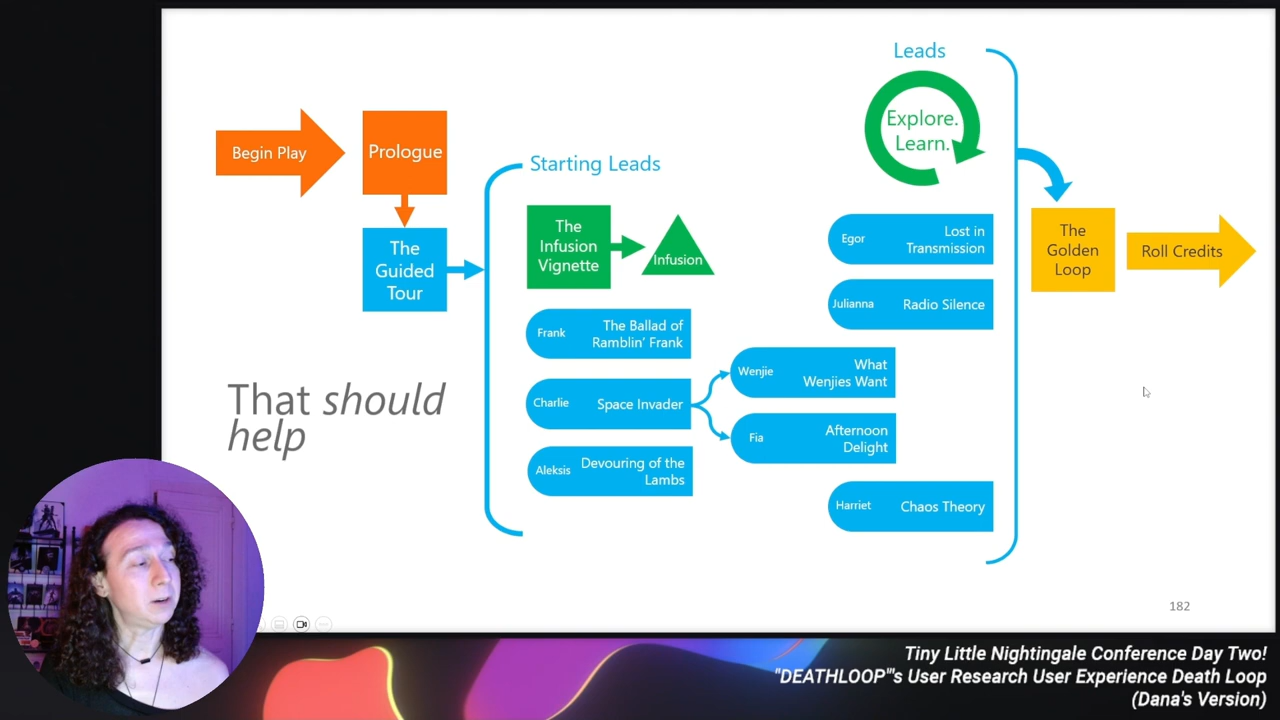 Begin Play
Prologue
The
Guided
Tour
That should
help
Starting Leads
The
Infusion
Vignette
Infusion
Frank
The Ballad of
Ramblin' Frank
Charlie
Space Invader
Aleksis
Devouring of the
Lambs
Wenjie
What
Wenjies Want
Fia
Afternoon
Delight
Leads
Explore.
Learn.
Egor
Lost in
Transmission
Julianna
Radio Silence
Harriet
Chaos Theory
The
Golden
Loop
Roll Credits
182
Tiny Little Nightingale Conference Day Two!
"DEATHLOOP"'s User Research User Experience Death Loop
(Dana's Version)